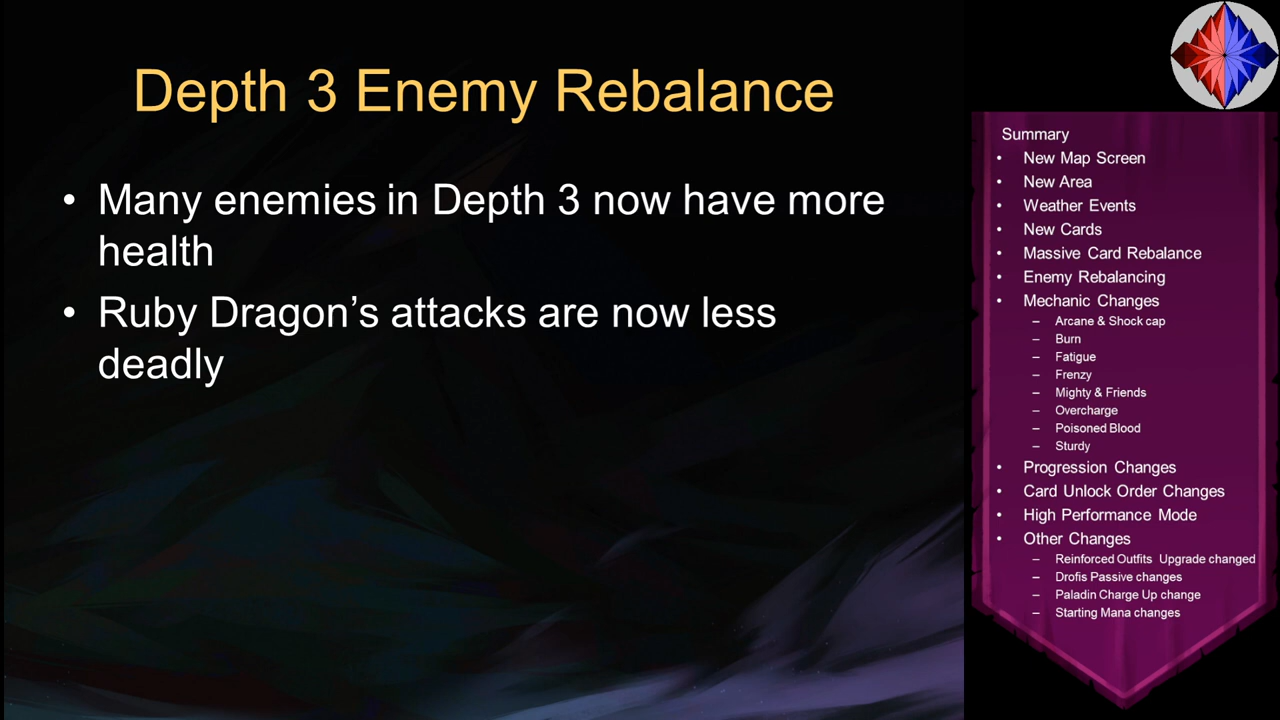 Depth 3 Enemy Rebalance
• Many enemies in Depth 3 now have more
health
• Ruby Dragon’s attacks are now less
deadly
Summary
• New Map Screen
• New Area
• Weather Events
• New Cards
• Massive Card Rebalance
• Enemy Rebalancing
• Mechanic Changes
– Arcane & Shock cap
– Burn
– Fatigue
– Frenzy
– Mighty & Friends
– Overcharge
– Poisoned Blood
– Sturdy
• Progression Changes
• Card Unlock Order Changes
• High Performance Mode
• Other Changes
– Reinforced Outfits Upgrade changed
– Drofis Passive changes
– Paladin Charge Up change
– Starting Mana changes